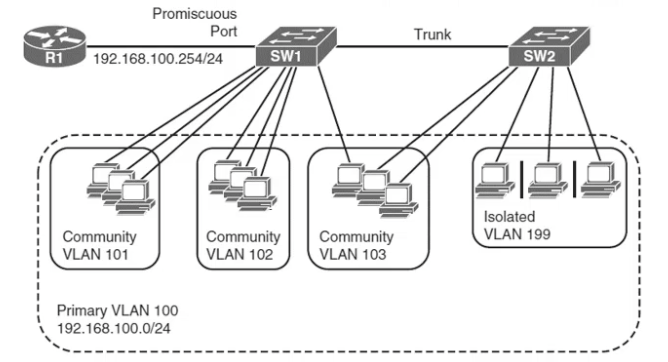 Promiscuous
Port
Trunk
R1
192.168.100.254/24
SW1
SW2
Community
VLAN 101
Community
VLAN 102
Community
VLAN 103
Isolated
VLAN 199
Primary VLAN 100
192.168.100.0/24